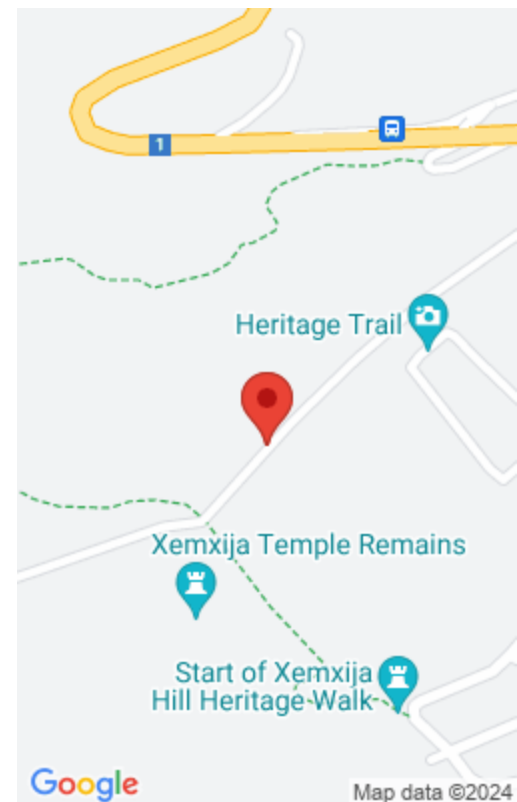 1
Heritage Trail
Xemxija Temple Remains
Start of Xemxija
Hill Heritage Walk
Google
Map data ©2024